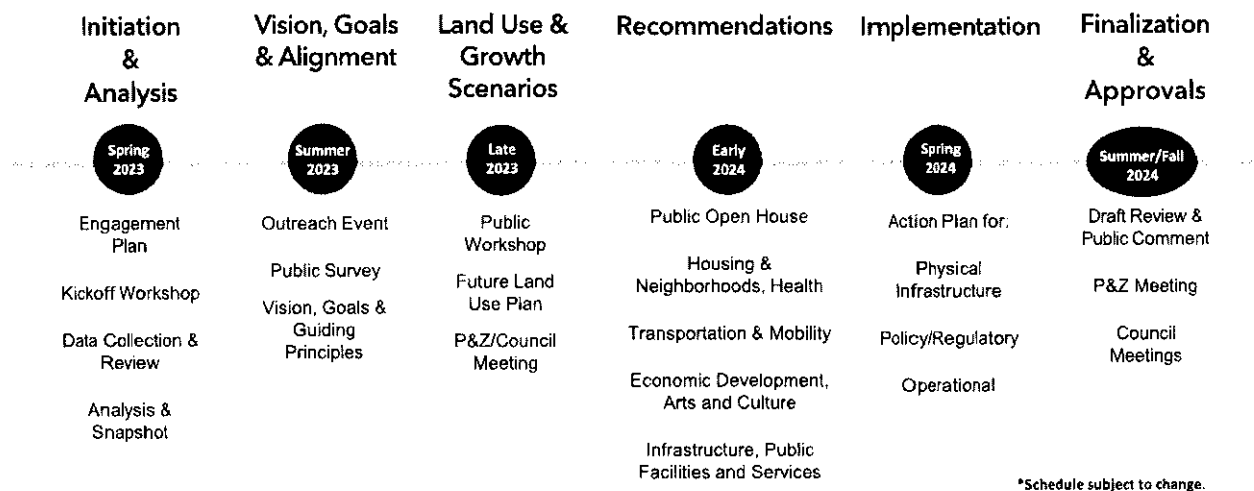 Initiation
&
Analysis
Spring
2023
Engagement
Plan
Kickoff Workshop
Data Collection &
Review
Analysis &
Snapshot
Vision, Goals
& Alignment
Summer
2023
Outreach Event
Public Survey
Vision, Goals &
Guiding
Principles
Land Use &
Growth
Scenarios
Late
2023
Public
Workshop
Future Land
Use Plan
P&Z/Council
Meeting
Recommendations
Early
2024
Public Open House
Housing &
Neighborhoods, Health
Transportation & Mobility
Economic Development,
Arts and Culture
Infrastructure, Public
Facilities and Services
Implementation
Spring
2024
Action Plan for:
Physical
Infrastructure
Policy/Regulatory
Operational
Finalization
&
Approvals
Summer/Fall
2024
Draft Review &
Public Comment
P&Z Meeting
Council
Meetings
*Schedule subject to change.